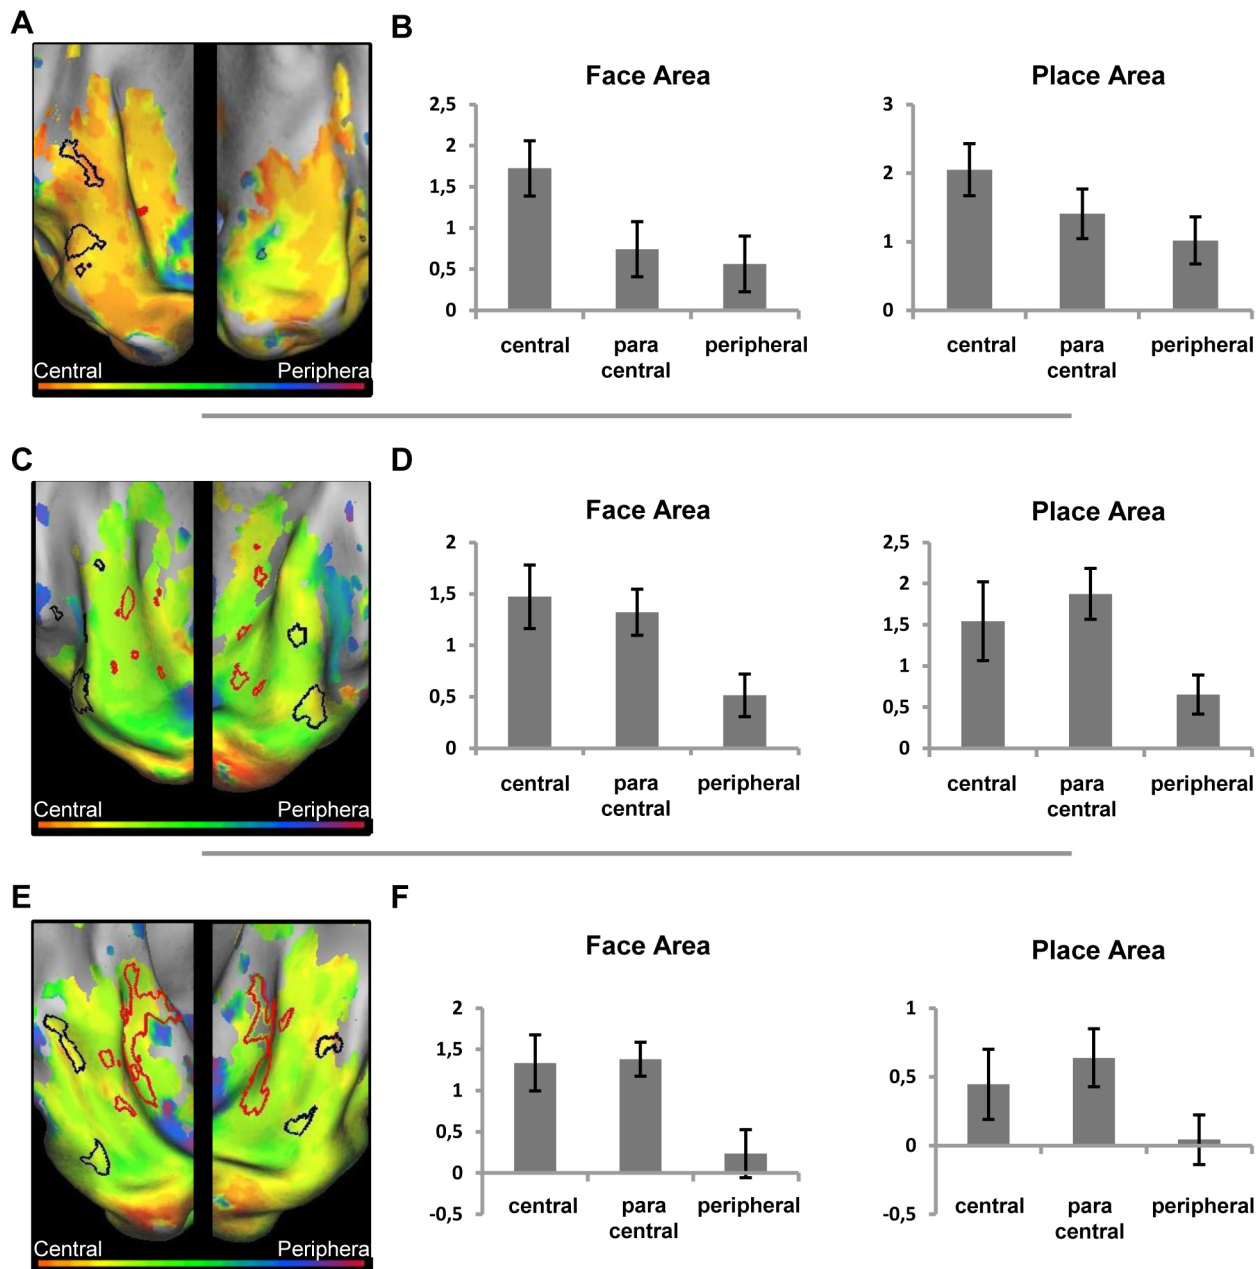 A
B
Face Area
Place Area
2,5
2
1,5
1
0,5
0
3
2
1
0
central
para
central
peripheral
central
para
central
peripheral
Central
Peripheral
C
D
Face Area
Place Area
2
1,5
1
0,5
0
2,5
2
1,5
1
0,5
0
central
para
central
peripheral
central
para
central
peripheral
Central
Periphera
E
F
Face Area
Place Area
2
1,5
1
0,5
0
-0,5
1
0,5
0
-0,5
central
para
central
peripheral
central
para
central
peripheral
Central
Peripheral